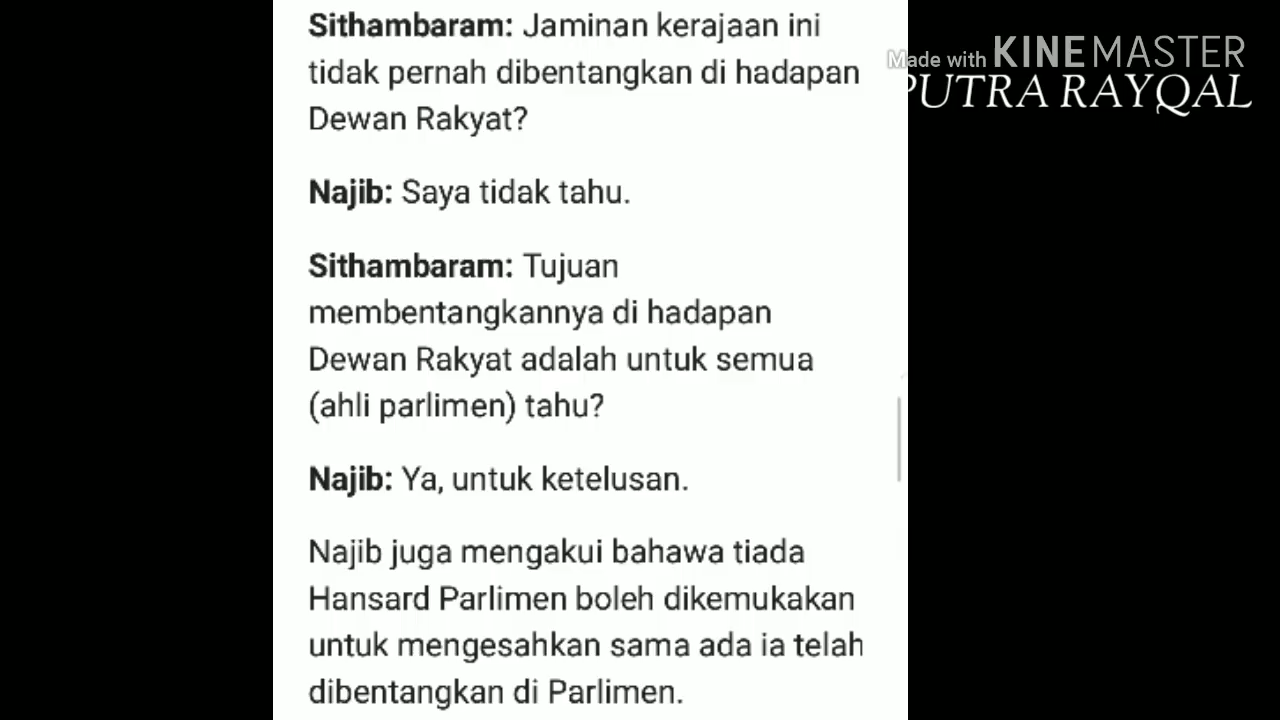 Sithambaram: Jaminan kerajaan ini
tidak pernah dibentangkan di hadapan
Dewan Rakyat?
Najib: Saya tidak tahu.
Sithambaram: Tujuan
membentangkannya di hadapan
Dewan Rakyat adalah untuk semua
(ahli parlimen) tahu?
Najib: Ya, untuk ketelusan.
Najib juga mengakui bahawa tiada
Hansard Parlimen boleh dikemukakan
untuk mengesahkan sama ada ia telah
dibentangkan di Parlimen.
Made with KINEMASTER
PUTRA RAYQAL